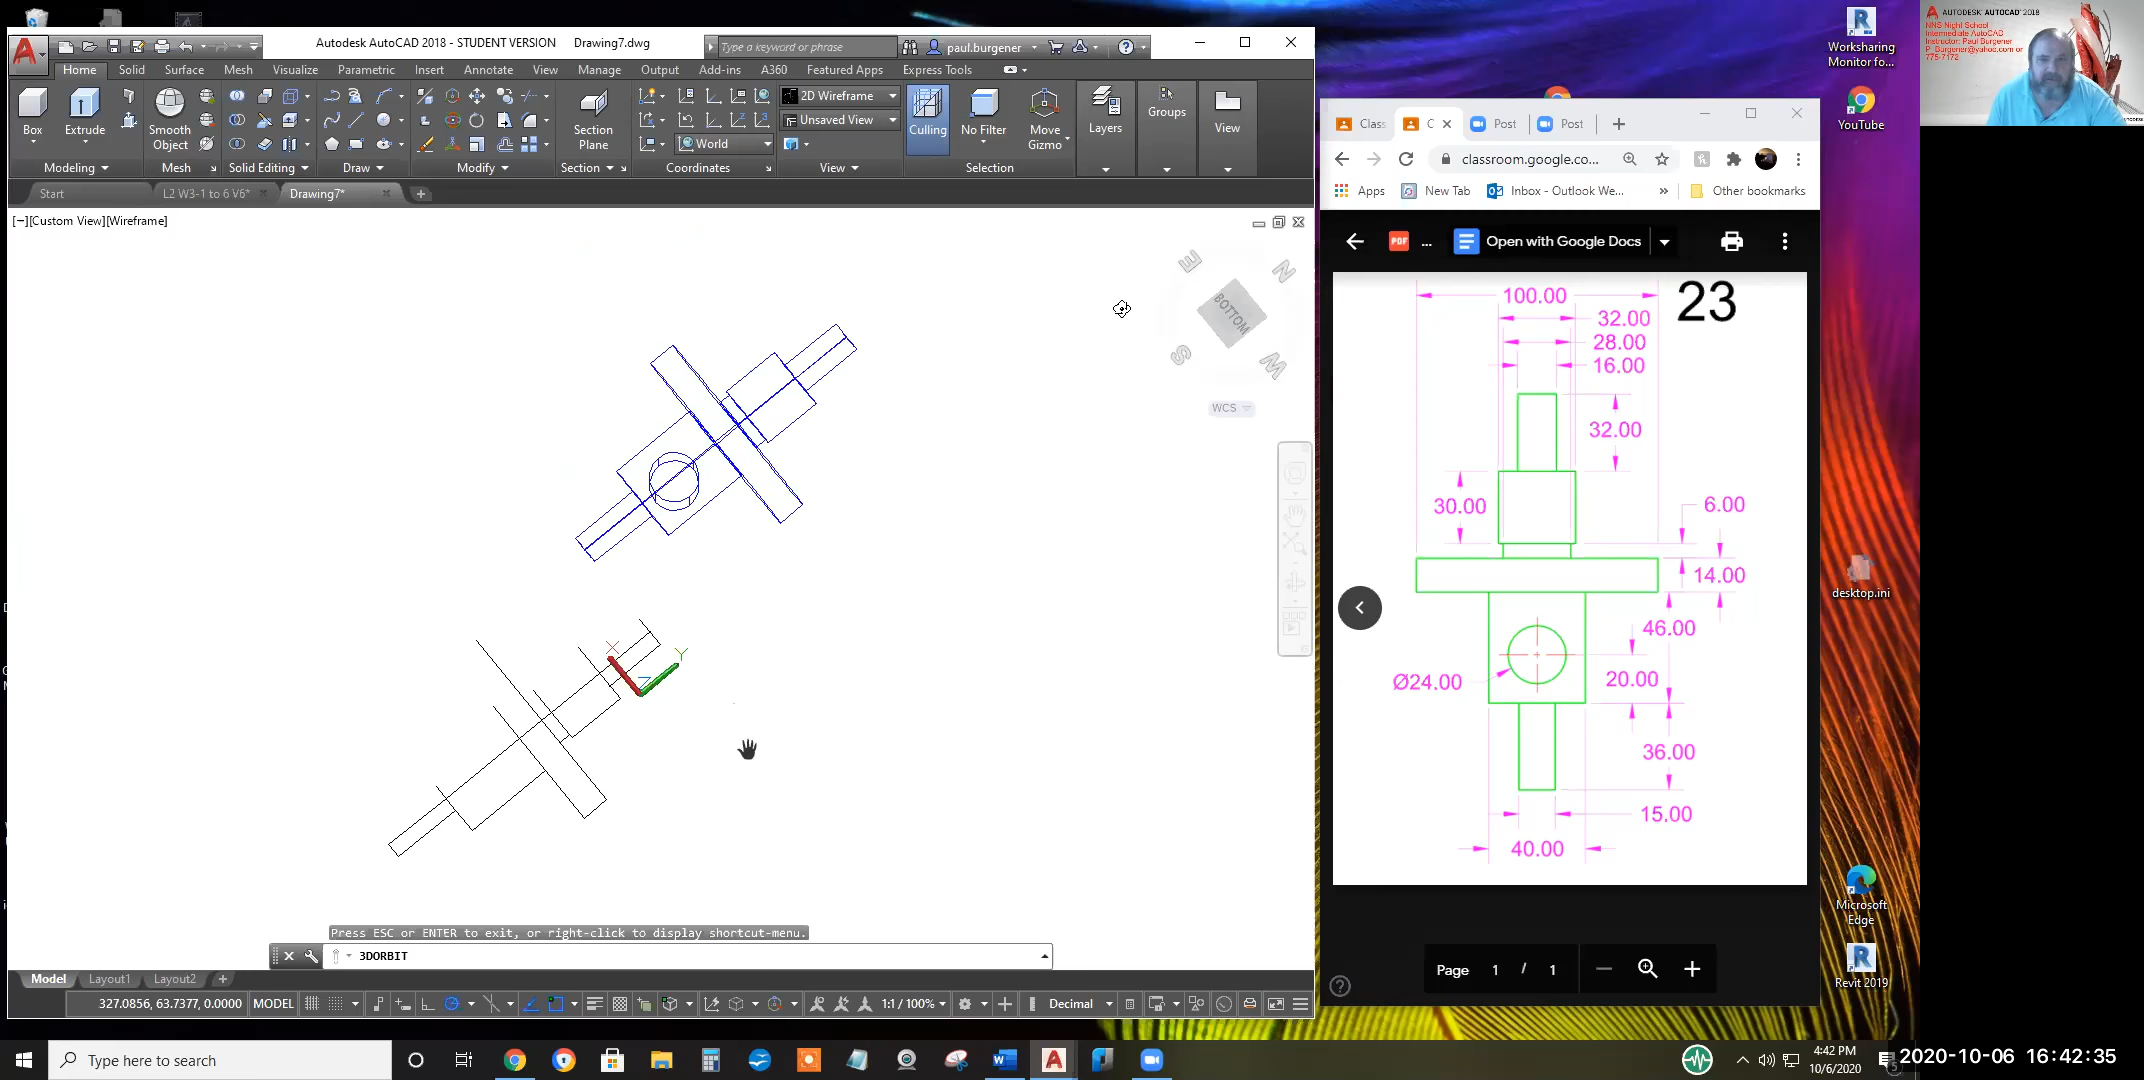 Autodesk AutoCAD 2018 - STUDENT VERSION Drawing7.dwg
Type a keyword or phrase
paul.burgener
Home Solid Surface Mesh Visualize Parametric Insert Annotate View Manage Output Add-ins A360 Featured Apps Express Tools
Box
Extrude
Smooth Object
Section Plane
2D Wireframe
Unsaved View
World
Culling
No Filter
Move Gizmo
Layers
Groups
View
Modeling
Mesh
Solid Editing
Draw
Modify
Section
Coordinates
View
Selection
Start
L2 W3-1 to 6 V6*
Drawing7*
[−][Custom View][Wireframe]
E
N
BOTTOM
S
W
WCS
X
Y
Z
Press ESC or ENTER to exit, or right-click to display shortcut-menu.
3DORBIT
Model Layout1 Layout2
327.0856, 63.7377, 0.0000 MODEL
1:1 / 100%
Decimal
Class
C
Post
Post
classroom.google.co...
Apps
New Tab
Inbox - Outlook We...
»
Other bookmarks
PDF
...
Open with Google Docs
23
100.00
32.00
28.00
16.00
32.00
30.00
6.00
14.00
46.00
Ø24.00
20.00
36.00
15.00
40.00
Page 1 / 1
Worksharing
Monitor fo...
YouTube
desktop.ini
Microsoft
Edge
Revit 2019
AUTODESK AUTOCAD 2018
NNS Night School
Intermediate AutoCAD
Instructor: Paul Burgener
P_Burgener@yahoo.com or
775-7172
Type here to search
4:42 PM
10/6/2020
2020-10-06 16:42:35